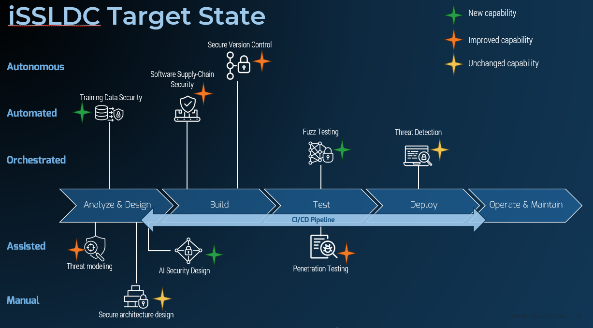 iSSLDC Target State
New capability
Improved capability
Unchanged capability
Secure Version Control
Autonomous
Software Supply-Chain
Security
Training Data Security
Automated
Fuzz Testing
Threat Detection
Orchestrated
Analyze & Design
Build
Test
Deploy
Operate & Maintain
CI/CD Pipeline
Assisted
Threat modeling
AI Security Design
Penetration Testing
Manual
Secure architecture design